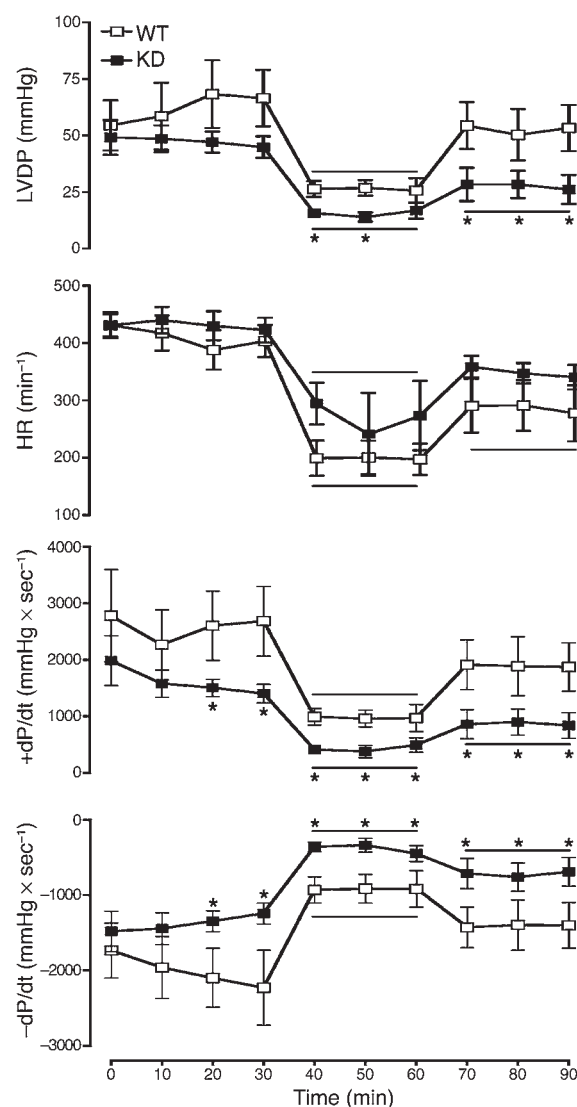 WT
KD
LVDP (mmHg)
100
75
50
25
0
* * * * *
HR (min⁻¹)
500
400
300
200
100
+dP/dt (mmHg × sec⁻¹)
4000
3000
2000
1000
0
* * * * * * * *
−dP/dt (mmHg × sec⁻¹)
0
−1000
−2000
−3000
* * * * * * * *
0 10 20 30 40 50 60 70 80 90
Time (min)